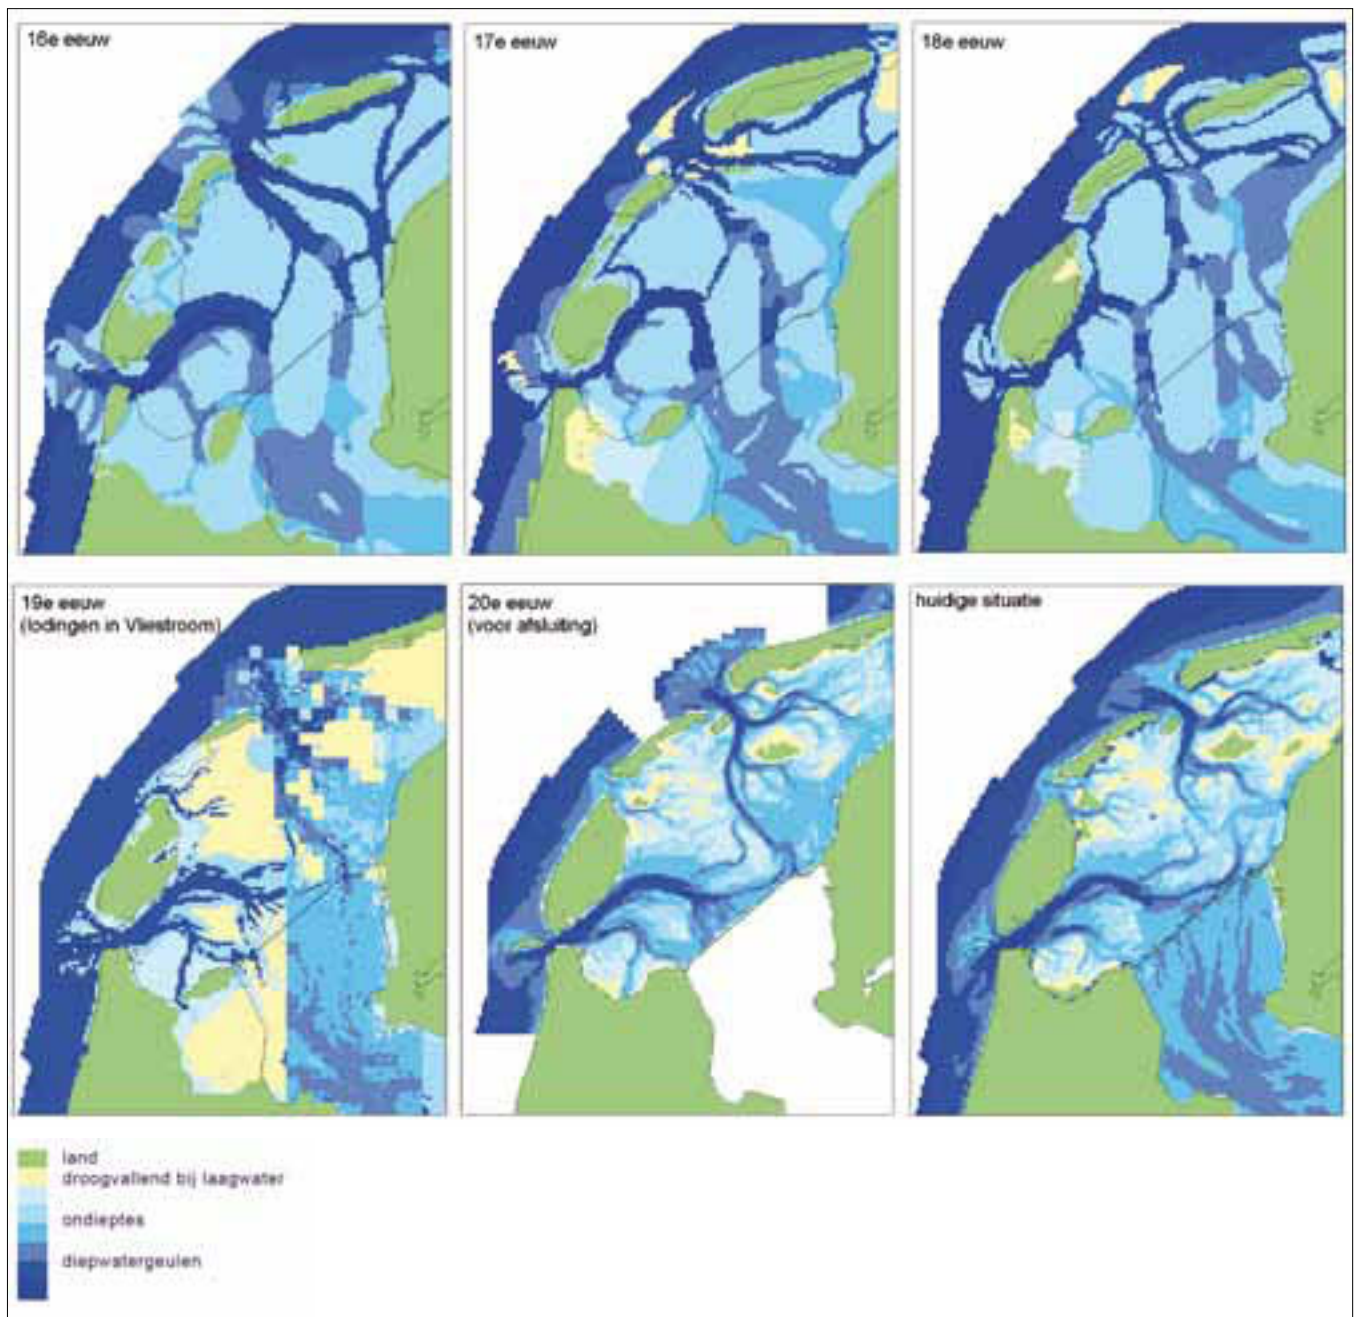 16e eeuw
17e eeuw
18e eeuw
19e eeuw
(lodingen in Vliestroom)
20e eeuw
(voor afsluiting)
huidige situatie
land
droogvallend bij laagwater
ondieptes
diepwatergeulen